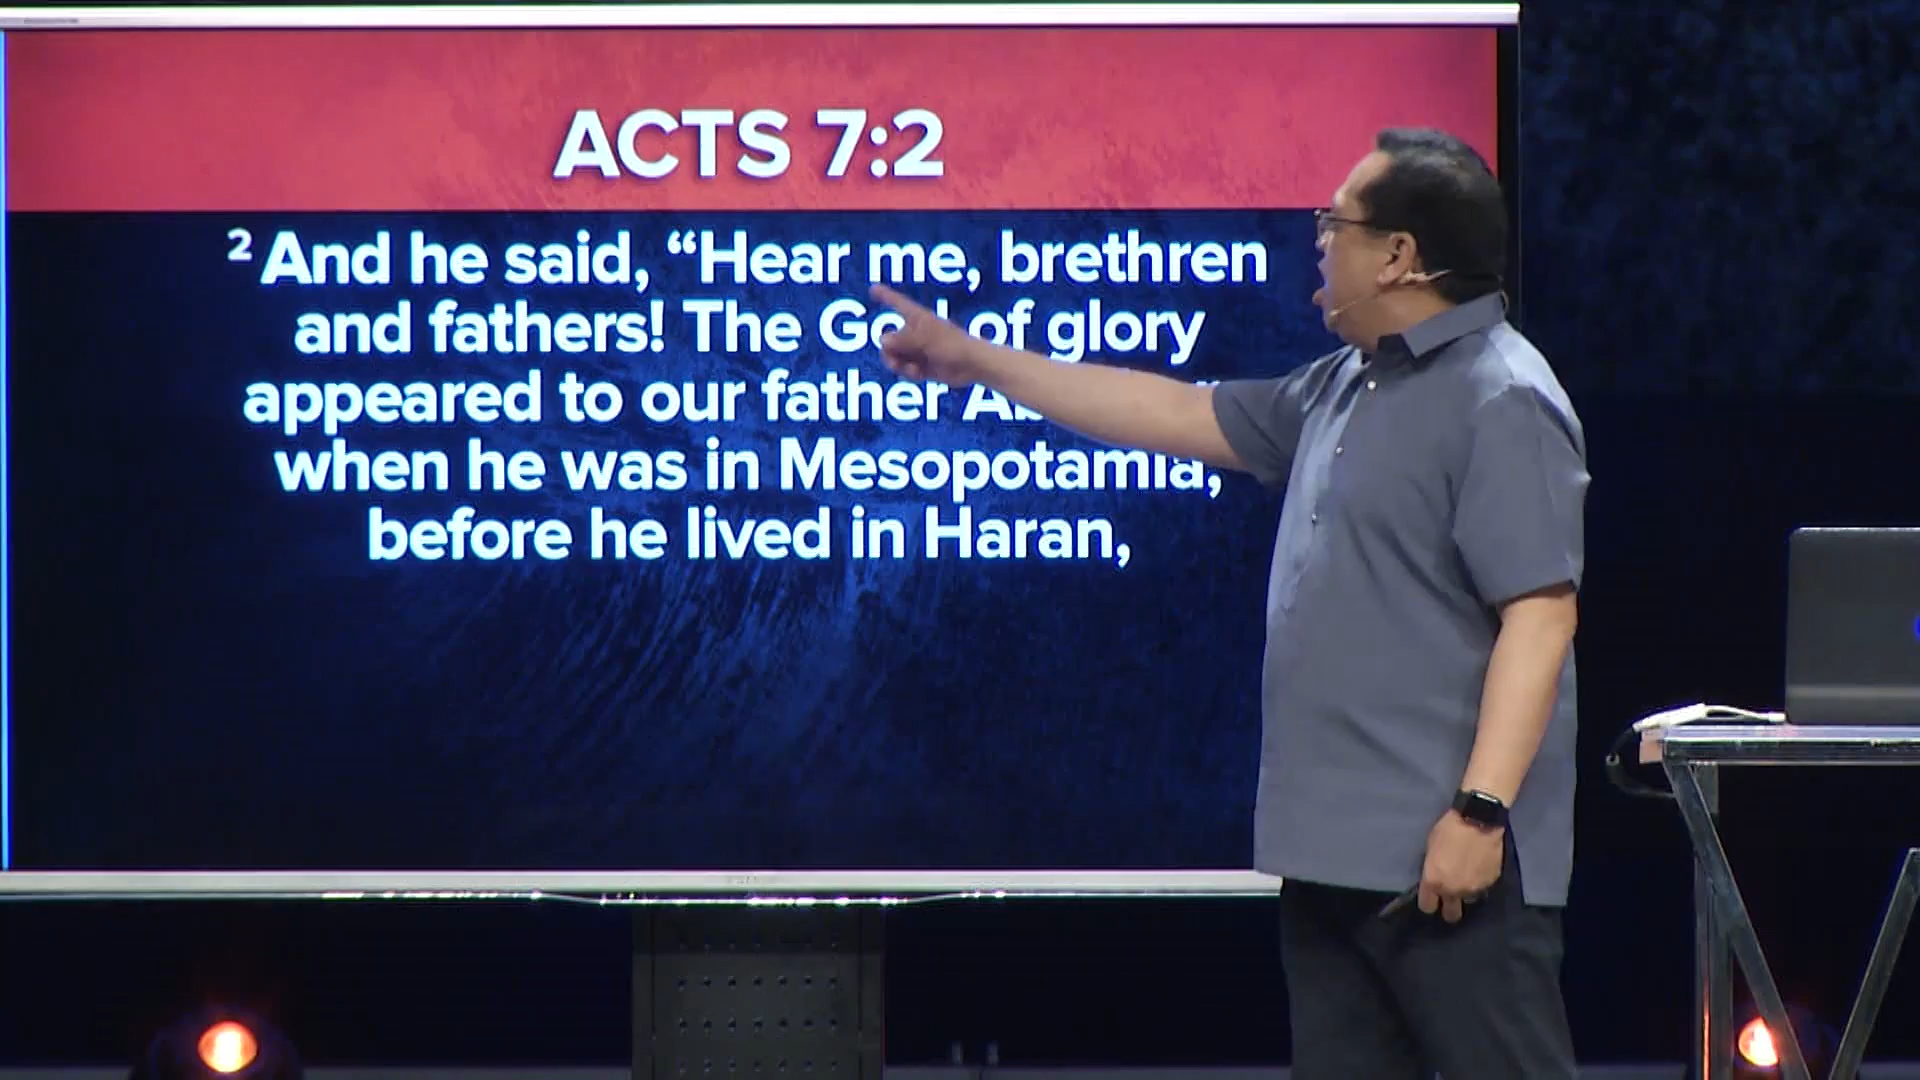 ACTS 7:2
2 And he said, “Hear me, brethren
and fathers! The God of glory
appeared to our father
when he was in Mesopotamia,
before he lived in Haran,